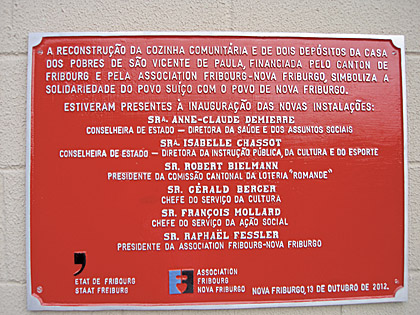 A RECONSTRUÇÃO DA COZINHA COMUNITÁRIA E DE DOIS DEPÓSITOS DA CASA
DOS POBRES DE SÃO VICENTE DE PAULA, FINANCIADA PELO CANTON DE
FRIBOURG E PELA ASSOCIATION FRIBOURG-NOVA FRIBURGO, SIMBOLIZA A
SOLIDARIEDADE DO POVO SUÍÇO COM O POVO DE NOVA FRIBURGO.
ESTIVERAM PRESENTES À INAUGURAÇÃO DAS NOVAS INSTALAÇÕES:
SRA. ANNE-CLAUDE DEMIERRE
CONSELHEIRA DE ESTADO – DIRETORA DA SAÚDE E DOS ASSUNTOS SOCIAIS
SRA. ISABELLE CHASSOT
CONSELHEIRA DE ESTADO – DIRETORA DA INSTRUÇÃO PÚBLICA, DA CULTURA E DO ESPORTE
SR. ROBERT BIELMANN
PRESIDENTE DA COMISSÃO CANTONAL DA LOTERIA "ROMANDE"
SR. GÉRALD BERGER
CHEFE DO SERVIÇO DA CULTURA
SR. FRANÇOIS MOLLARD
CHEFE DO SERVIÇO DA AÇÃO SOCIAL
SR. RAPHAËL FESSLER
PRESIDENTE DA ASSOCIATION FRIBOURG-NOVA FRIBURGO
ETAT DE FRIBOURG
STAAT FREIBURG
ASSOCIATION
FRIBOURG
NOVA FRIBURGO
NOVA FRIBURGO, 13 DE OUTUBRO DE 2012.